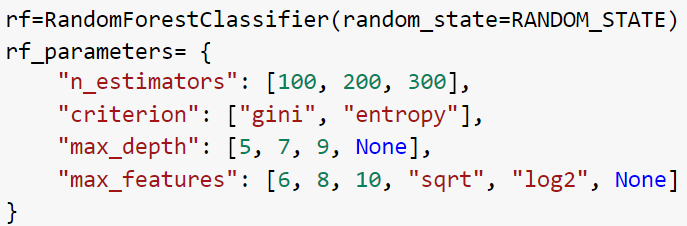 rf=RandomForestClassifier(random_state=RANDOM_STATE)
rf_parameters= {
    "n_estimators": [100, 200, 300],
    "criterion": ["gini", "entropy"],
    "max_depth": [5, 7, 9, None],
    "max_features": [6, 8, 10, "sqrt", "log2", None]
}